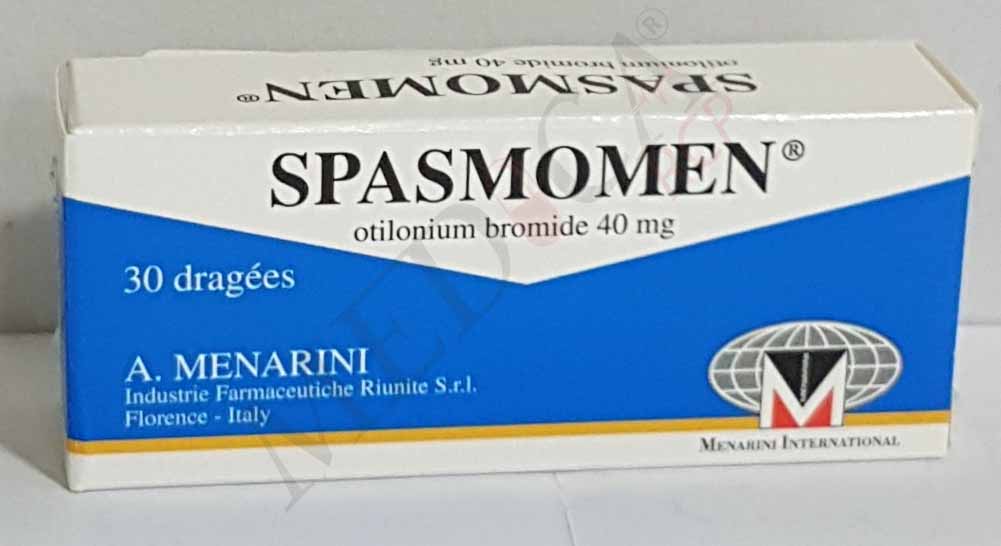 SPASMOMEN®
otilonium bromide 40 mg
SPASMOMEN®
otilonium bromide 40 mg
30 dragées
A. MENARINI
Industrie Farmaceutiche Riunite S.r.l.
Florence - Italy
M
MENARINI INTERNATIONAL
MEDICA®